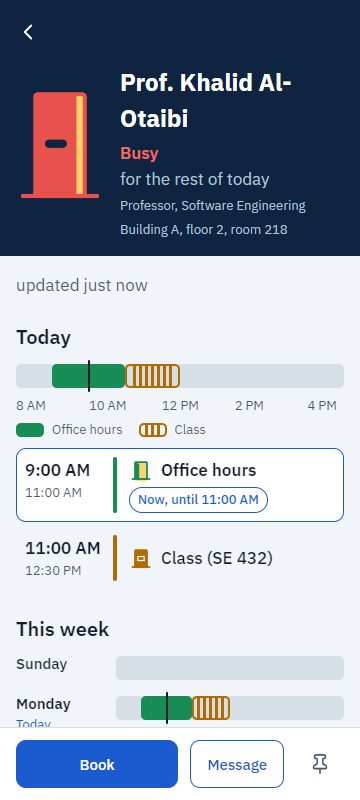 Prof. Khalid Al-
Otaibi
Busy
for the rest of today
Professor, Software Engineering
Building A, floor 2, room 218
updated just now
Today
8 AM 10 AM 12 PM 2 PM 4 PM
Office hours Class
9:00 AM Office hours
11:00 AM Now, until 11:00 AM
11:00 AM Class (SE 432)
12:30 PM
This week
Sunday
Monday
Today
Book Message